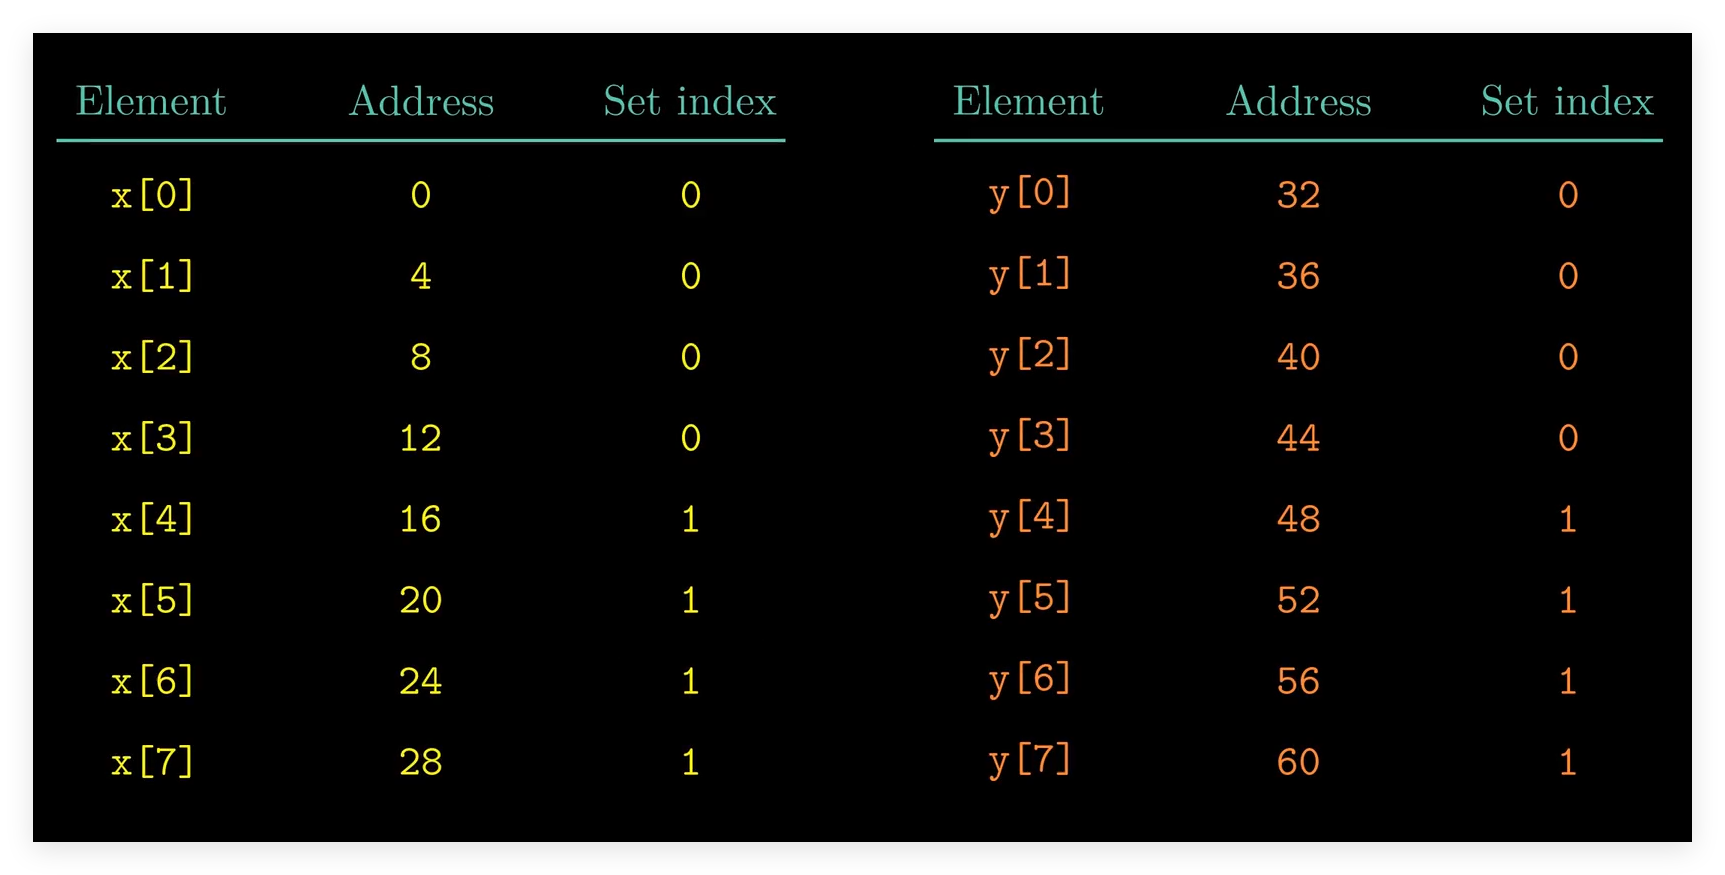 Element Address Set index Element Address Set index
x[0] 0 0 y[0] 32 0
x[1] 4 0 y[1] 36 0
x[2] 8 0 y[2] 40 0
x[3] 12 0 y[3] 44 0
x[4] 16 1 y[4] 48 1
x[5] 20 1 y[5] 52 1
x[6] 24 1 y[6] 56 1
x[7] 28 1 y[7] 60 1